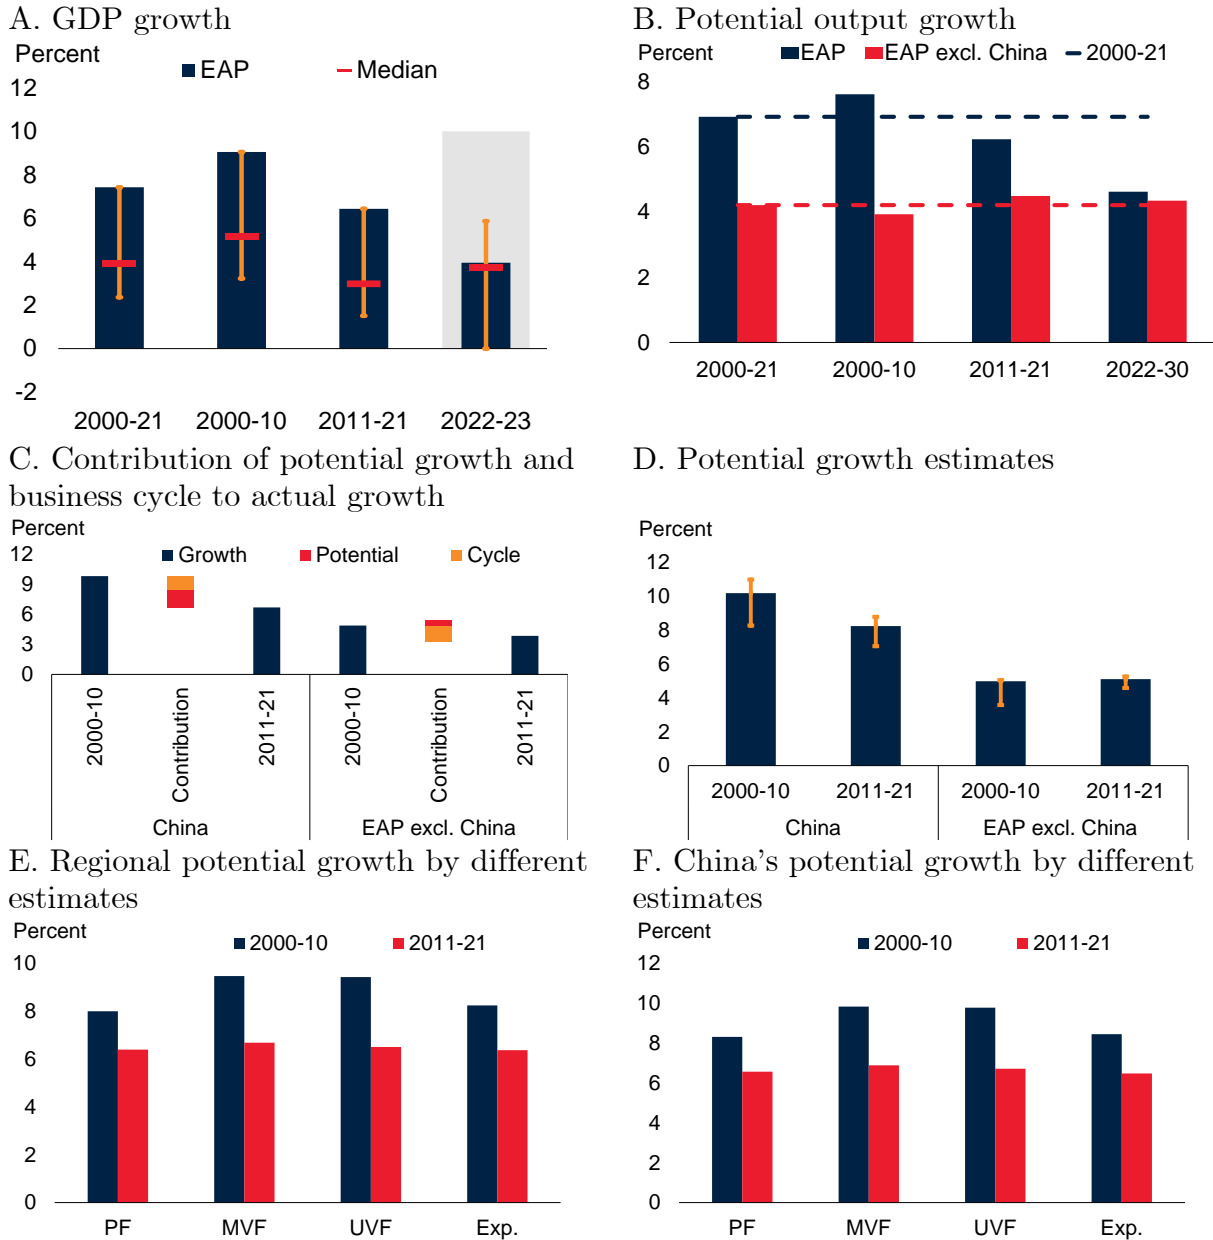 A. GDP growth
Percent
EAP
Median
12
10
8
6
4
2
0
-2
2000-21
2000-10
2011-21
2022-23
B. Potential output growth
Percent
EAP
EAP excl. China
2000-21
8
6
4
2
0
2000-21
2000-10
2011-21
2022-30
C. Contribution of potential growth and
business cycle to actual growth
Percent
Growth
Potential
Cycle
12
9
6
3
0
2000-10
Contribution
2011-21
2000-10
Contribution
2011-21
China
EAP excl. China
D. Potential growth estimates
Percent
12
10
8
6
4
2
0
2000-10
2011-21
2000-10
2011-21
China
EAP excl. China
E. Regional potential growth by different
estimates
Percent
2000-10
2011-21
10
8
6
4
2
0
PF
MVF
UVF
Exp.
F. China's potential growth by different
estimates
Percent
2000-10
2011-21
12
10
8
6
4
2
0
PF
MVF
UVF
Exp.